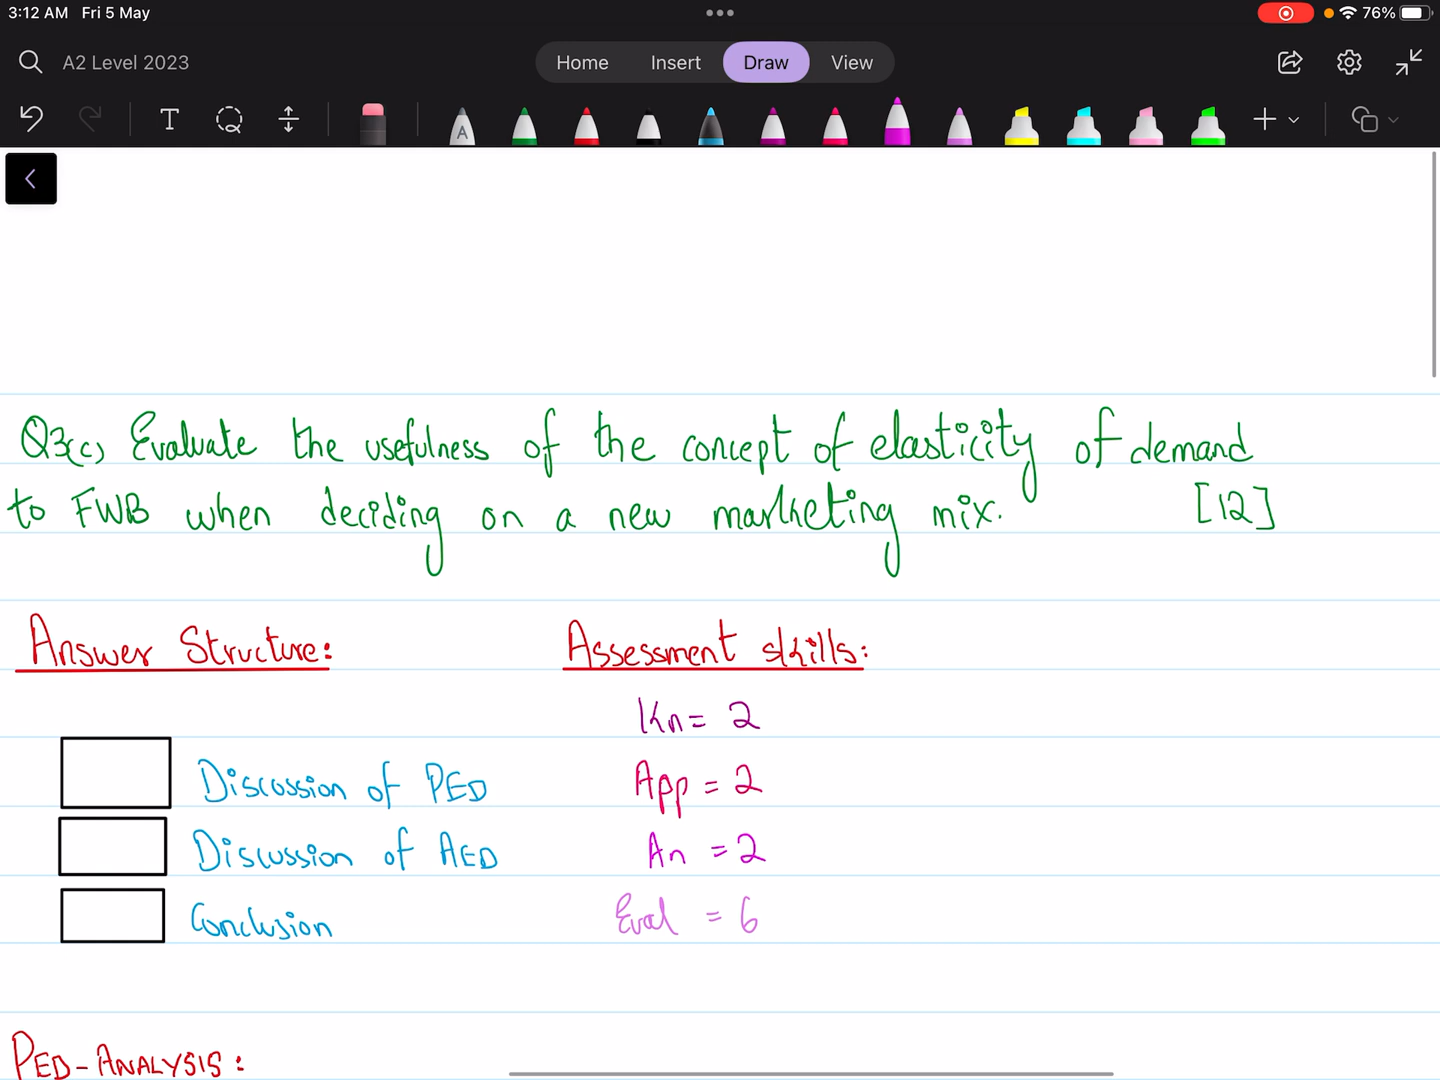 3:12 AM Fri 5 May
76%
A2 Level 2023
Home Insert Draw View
T
A
Q3(c) Evaluate the usefulness of the concept of elasticity of demand
to FWB when deciding on a new marketing mix. [12]
Answer Structure:
Assessment skills:
Kn = 2
Discussion of PED
App = 2
Discussion of AED
An = 2
Conclusion
Eval = 6
PED-ANALYSIS: